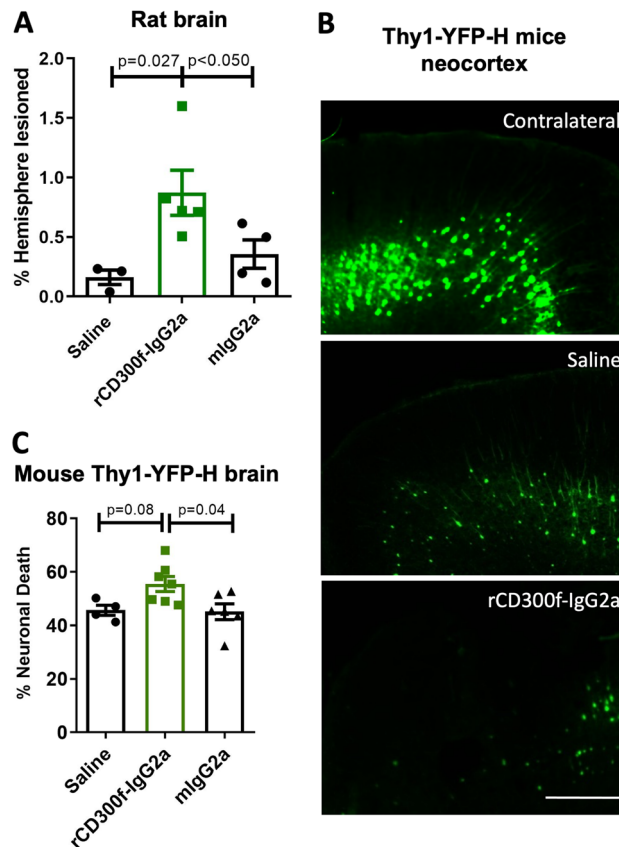 A
Rat brain
p=0.027 p<0.050
2.0
1.5
1.0
0.5
0.0
% Hemisphere lesioned
Saline
rCD300f-IgG2a
mIgG2a
B
Thy1-YFP-H mice
neocortex
Contralateral
Saline
rCD300f-IgG2a
C
Mouse Thy1-YFP-H brain
p=0.08 p=0.04
80
60
40
20
0
% Neuronal Death
Saline
rCD300f-IgG2a
mIgG2a